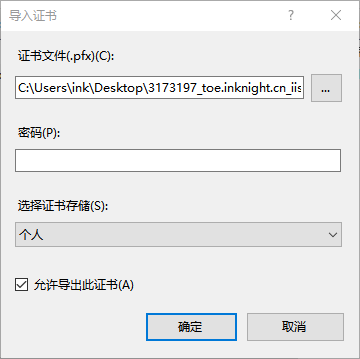 导入证书
证书文件(.pfx)(C):
C:\Users\ink\Desktop\3173197_toe.inknight.cn_iis
...
密码(P):
选择证书存储(S):
个人
允许导出此证书(A)
确定 取消